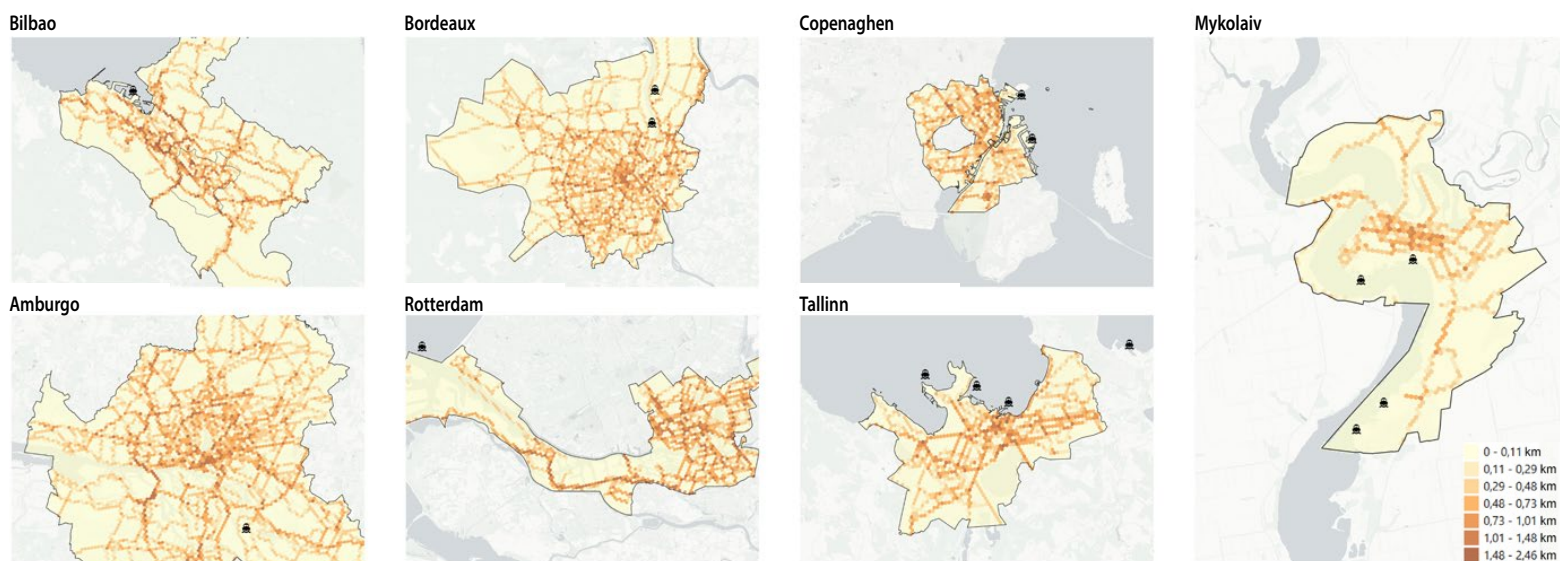 Bilbao
Bordeaux
Copenaghen
Mykolaiv
Amburgo
Rotterdam
Tallinn
0 - 0,11 km
0,11 - 0,29 km
0,29 - 0,48 km
0,48 - 0,73 km
0,73 - 1,01 km
1,01 - 1,48 km
1,48 - 2,46 km